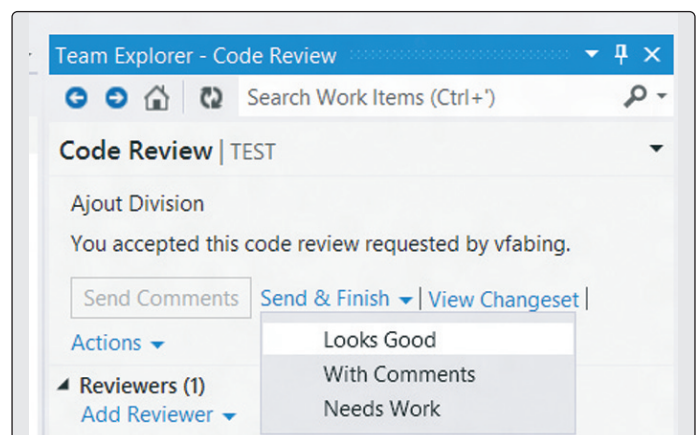 Team Explorer - Code Review
Search Work Items (Ctrl+')
Code Review | TEST
Ajout Division
You accepted this code review requested by vfabing.
Send Comments Send & Finish | View Changeset |
Looks Good
Actions
With Comments
Reviewers (1)
Needs Work
Add Reviewer